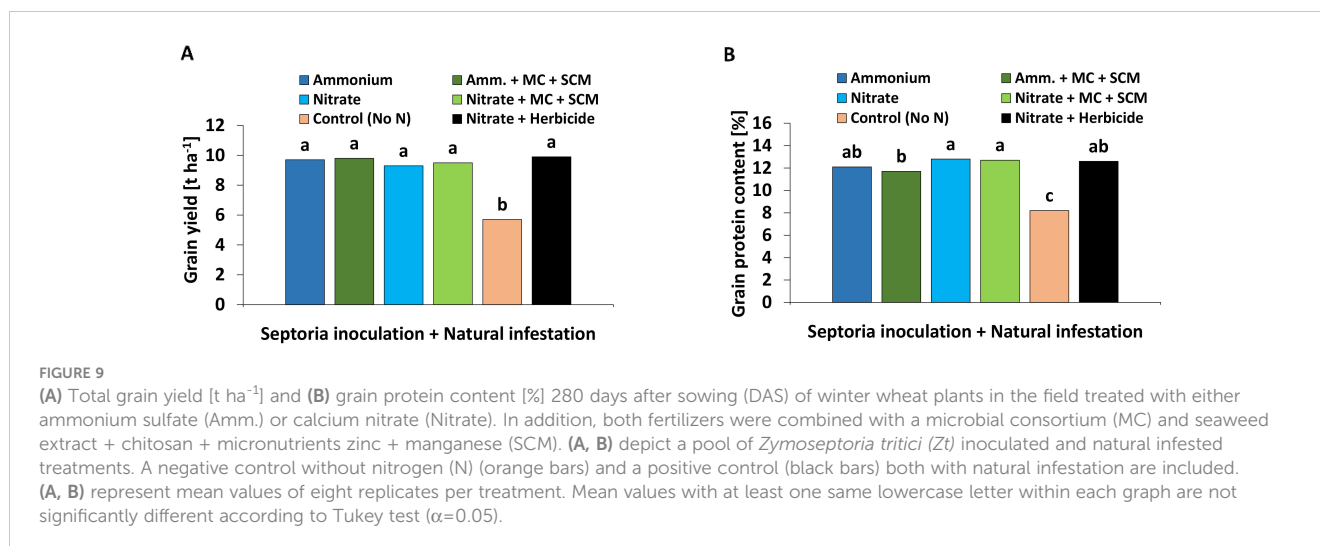 A
Ammonium
Amm. + MC + SCM
Nitrate
Nitrate + MC + SCM
Control (No N)
Nitrate + Herbicide
Grain yield [t ha⁻¹]
12
10
8
6
4
2
0
a
a
a
a
b
a
Septoria inoculation + Natural infestation
B
Ammonium
Amm. + MC + SCM
Nitrate
Nitrate + MC + SCM
Control (No N)
Nitrate + Herbicide
Grain protein content [%]
16
14
12
10
8
6
4
2
0
ab
b
a
a
c
ab
Septoria inoculation + Natural infestation
FIGURE 9
(A) Total grain yield [t ha⁻¹] and (B) grain protein content [%] 280 days after sowing (DAS) of winter wheat plants in the field treated with either
ammonium sulfate (Amm.) or calcium nitrate (Nitrate). In addition, both fertilizers were combined with a microbial consortium (MC) and seaweed
extract + chitosan + micronutrients zinc + manganese (SCM). (A, B) depict a pool of Zymoseptoria tritici (Zt) inoculated and natural infested
treatments. A negative control without nitrogen (N) (orange bars) and a positive control (black bars) both with natural infestation are included.
(A, B) represent mean values of eight replicates per treatment. Mean values with at least one same lowercase letter within each graph are not
significantly different according to Tukey test (α=0.05).